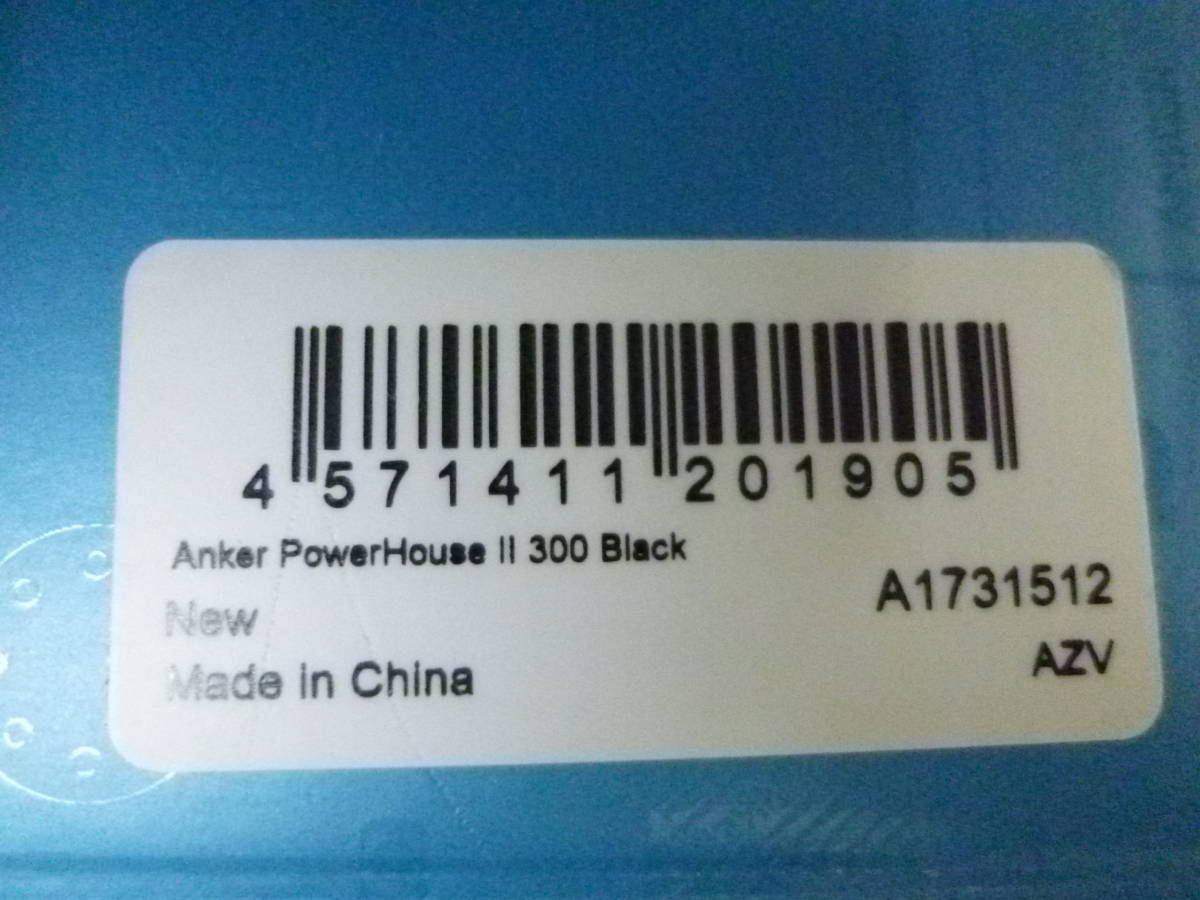 4 571411 201905
Anker PowerHouse II 300 Black
New
A1731512
Made in China
AZV